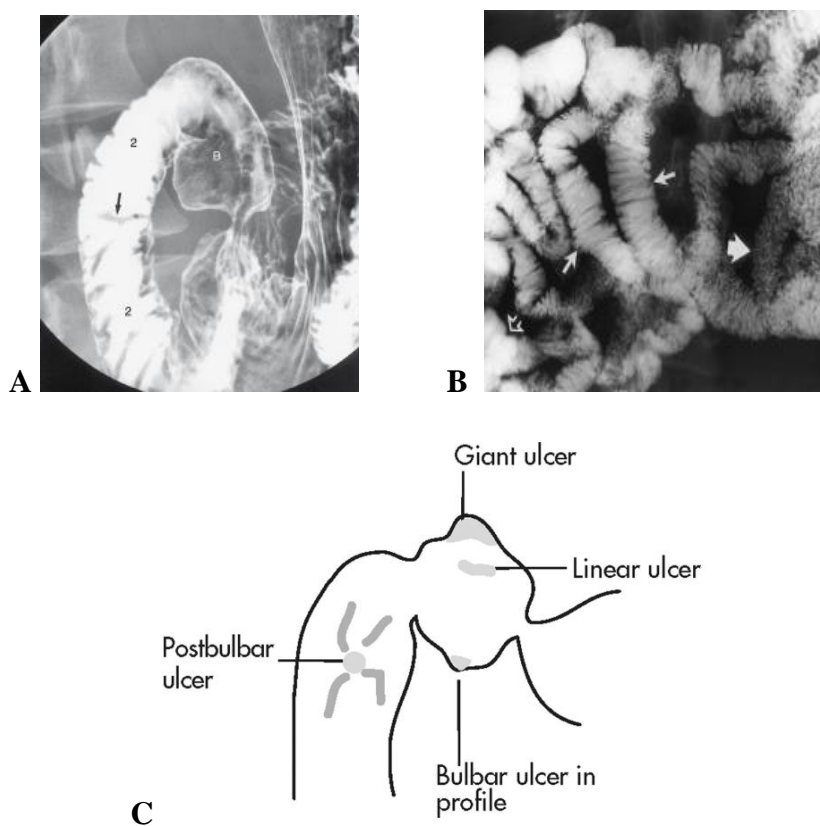 A
B
2
B
2
Giant ulcer
Linear ulcer
Postbulbar
ulcer
Bulbar ulcer in
profile
C